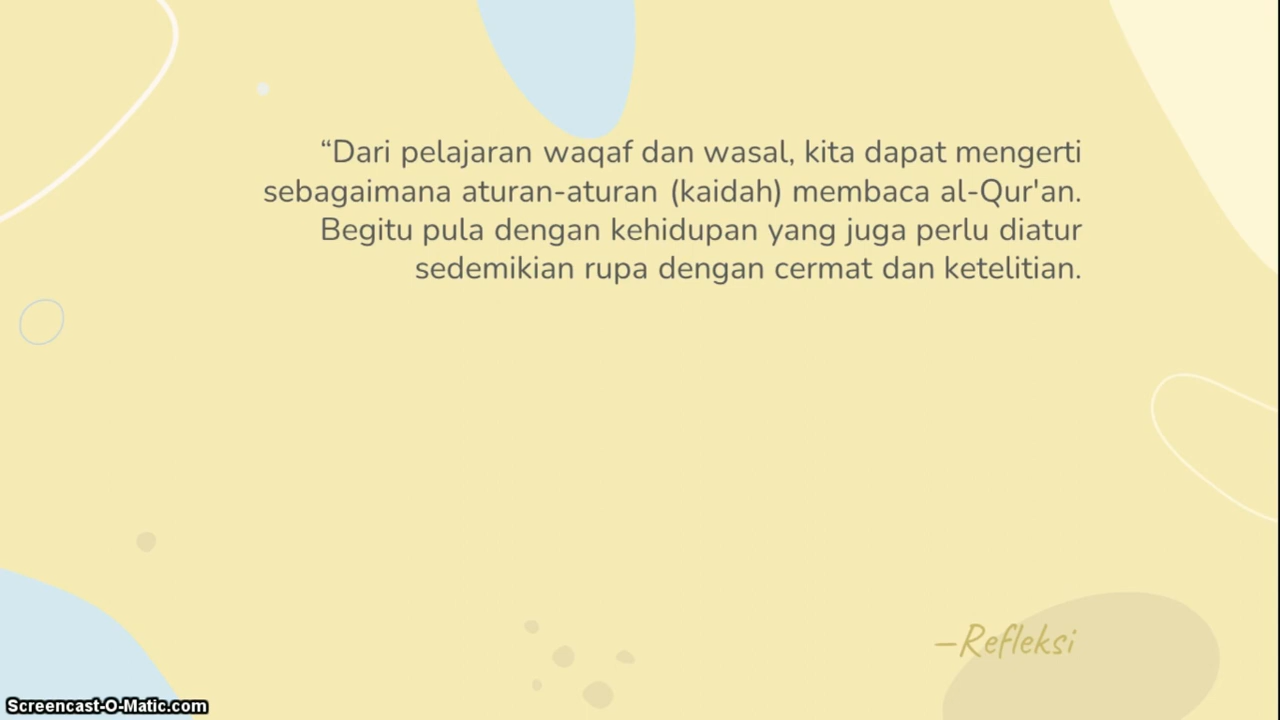 “Dari pelajaran waqaf dan wasal, kita dapat mengerti
sebagaimana aturan-aturan (kaidah) membaca al-Qur'an.
Begitu pula dengan kehidupan yang juga perlu diatur
sedemikian rupa dengan cermat dan ketelitian.
—Refleksi
Screencast-O-Matic.com